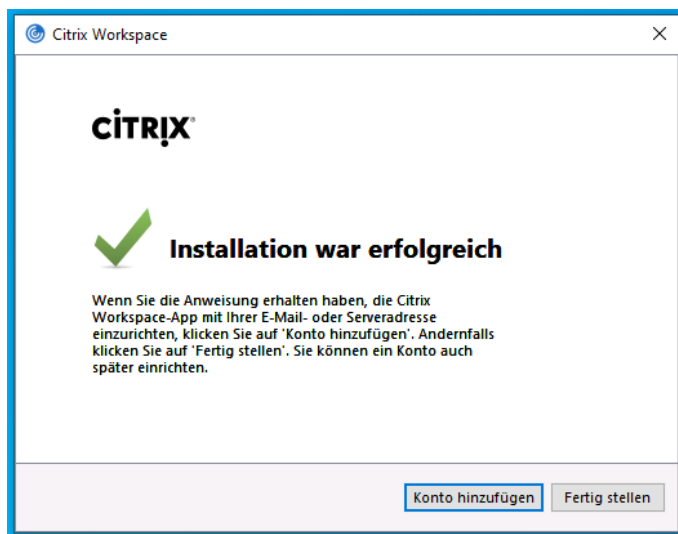 Citrix Workspace
CİTRİX®
Installation war erfolgreich
Wenn Sie die Anweisung erhalten haben, die Citrix
Workspace-App mit Ihrer E-Mail- oder Serveradresse
einzurichten, klicken Sie auf 'Konto hinzufügen'. Andernfalls
klicken Sie auf 'Fertig stellen'. Sie können ein Konto auch
später einrichten.
Konto hinzufügen Fertig stellen